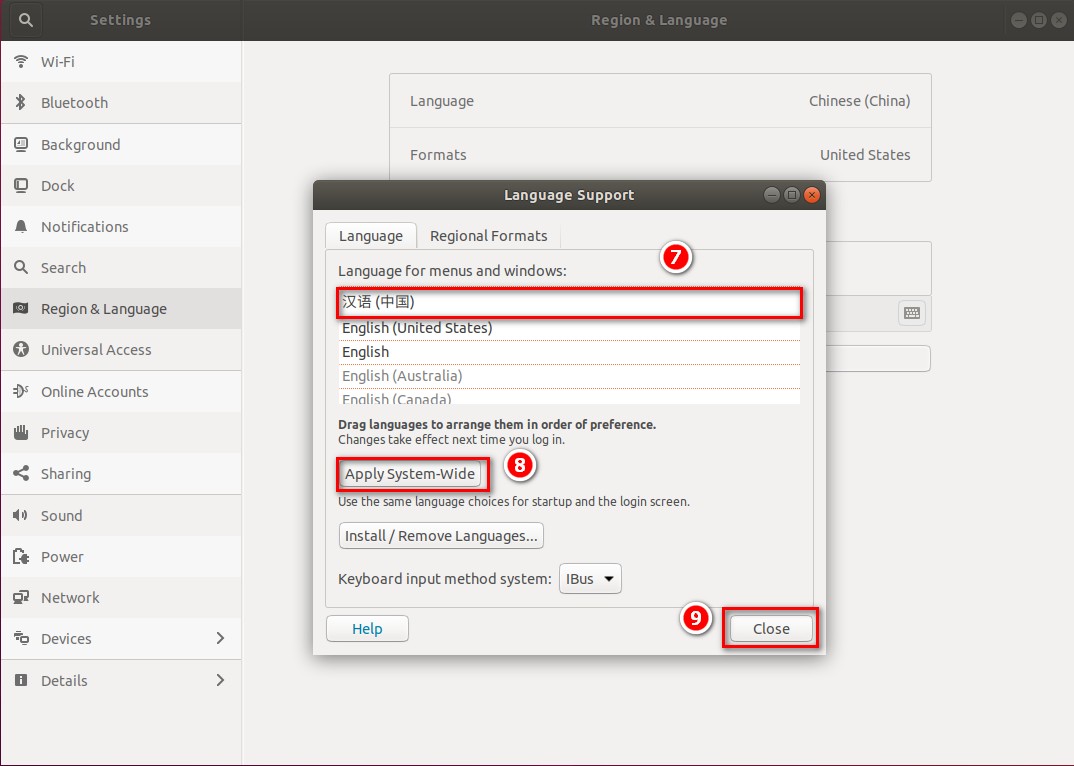 Settings
Region & Language
Wi-Fi
Bluetooth
Background
Dock
Notifications
Search
Region & Language
Universal Access
Online Accounts
Privacy
Sharing
Sound
Power
Network
Devices
Details
Language Chinese (China)
Formats United States
Language Support
Language Regional Formats
7
Language for menus and windows:
汉语 (中国)
English (United States)
English
English (Australia)
English (Canada)
Drag languages to arrange them in order of preference.
Changes take effect next time you log in.
Apply System-Wide
8
Use the same language choices for startup and the login screen.
Install / Remove Languages...
Keyboard input method system: IBus
Help
9
Close